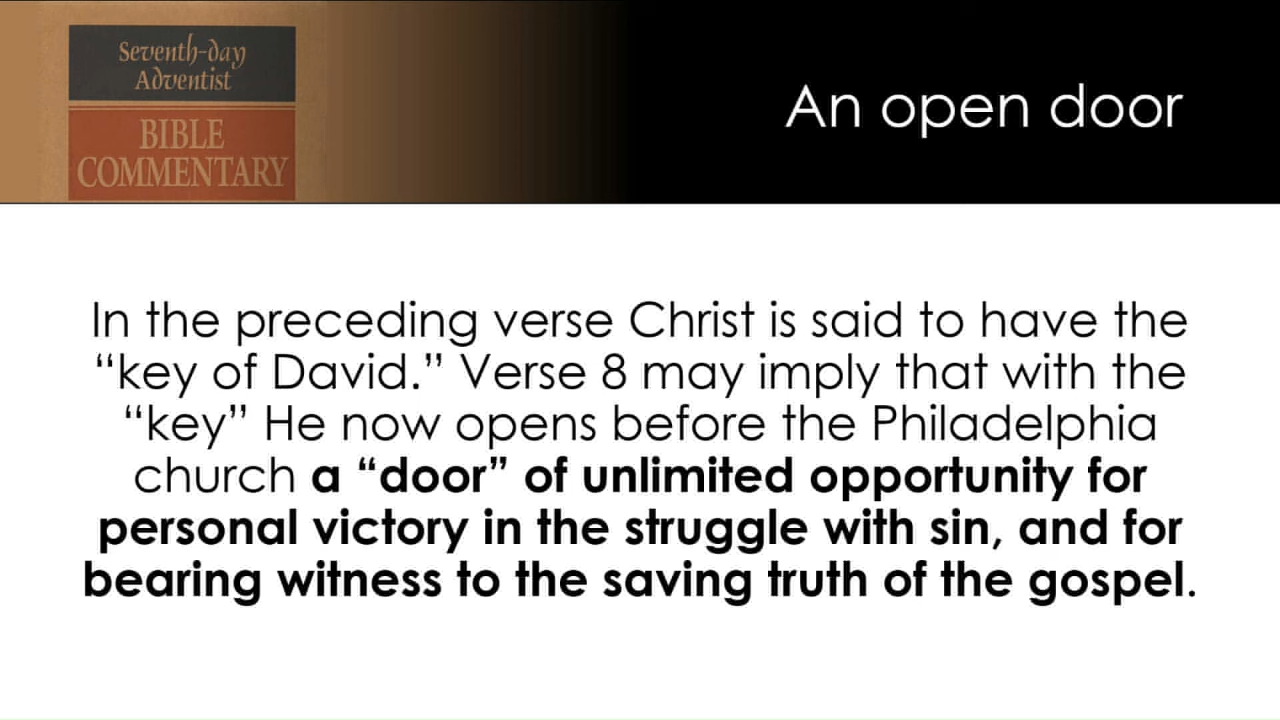 Seventh-day
Adventist
BIBLE
COMMENTARY
An open door
In the preceding verse Christ is said to have the
“key of David.” Verse 8 may imply that with the
“key” He now opens before the Philadelphia
church a “door” of unlimited opportunity for
personal victory in the struggle with sin, and for
bearing witness to the saving truth of the gospel.